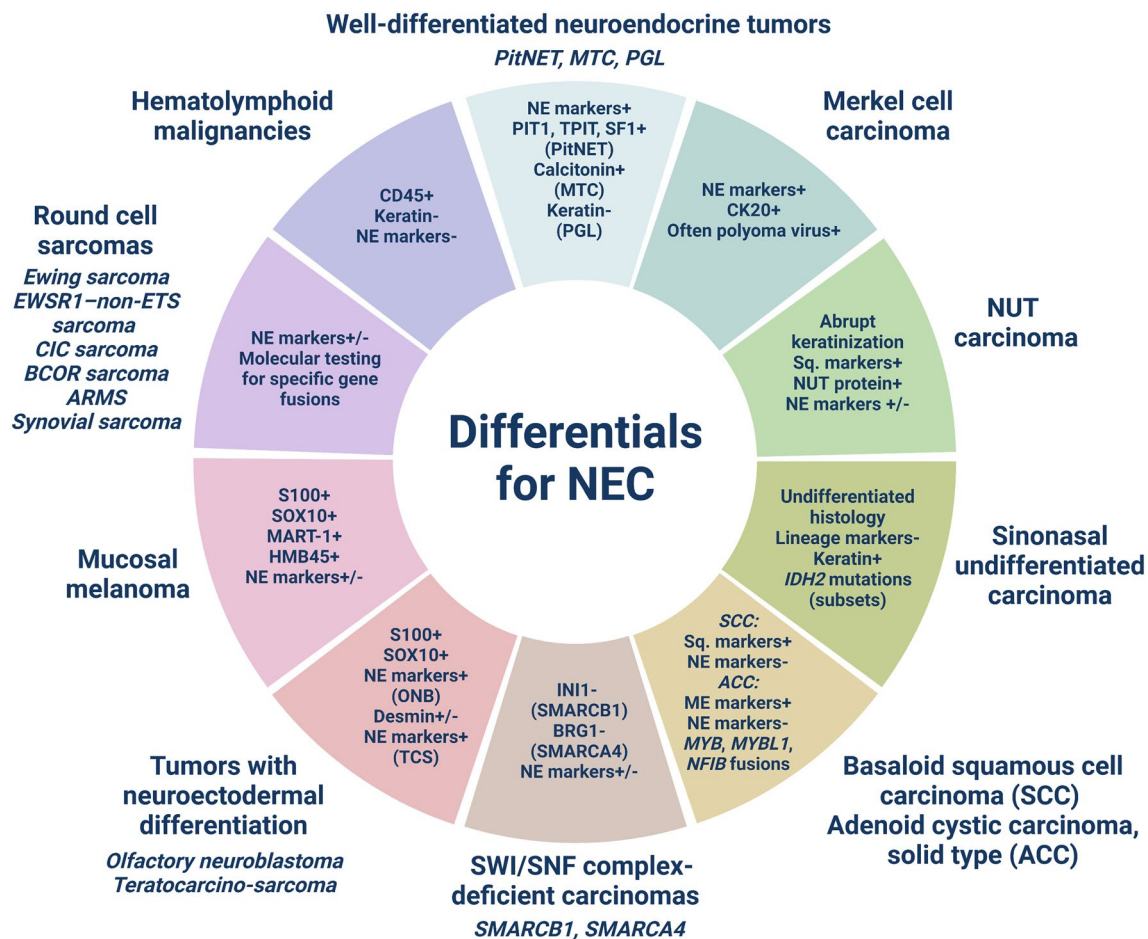 Well-differentiated neuroendocrine tumors
PitNET, MTC, PGL
NE markers+
PIT1, TPIT, SF1+
(PitNET)
Calcitonin+
(MTC)
Keratin-
(PGL)
Merkel cell
carcinoma
NE markers+
CK20+
Often polyoma virus+
NUT
carcinoma
Abrupt
keratinization
Sq. markers+
NUT protein+
NE markers +/-
Sinonasal
undifferentiated
carcinoma
Undifferentiated
histology
Lineage markers-
Keratin+
IDH2 mutations
(subsets)
Basaloid squamous cell
carcinoma (SCC)
Adenoid cystic carcinoma,
solid type (ACC)
SCC:
Sq. markers+
NE markers-
ACC:
ME markers+
NE markers-
MYB, MYBL1,
NFIB fusions
SWI/SNF complex-
deficient carcinomas
SMARCB1, SMARCA4
INI1-
(SMARCB1)
BRG1-
(SMARCA4)
NE markers+/-
Tumors with
neuroectodermal
differentiation
Olfactory neuroblastoma
Teratocarcino-sarcoma
S100+
SOX10+
NE markers+
(ONB)
Desmin+/-
NE markers+
(TCS)
Mucosal
melanoma
S100+
SOX10+
MART-1+
HMB45+
NE markers+/-
Round cell
sarcomas
Ewing sarcoma
EWSR1–non-ETS
sarcoma
CIC sarcoma
BCOR sarcoma
ARMS
Synovial sarcoma
NE markers+/-
Molecular testing
for specific gene
fusions
Hematolymphoid
malignancies
CD45+
Keratin-
NE markers-
Differentials
for NEC